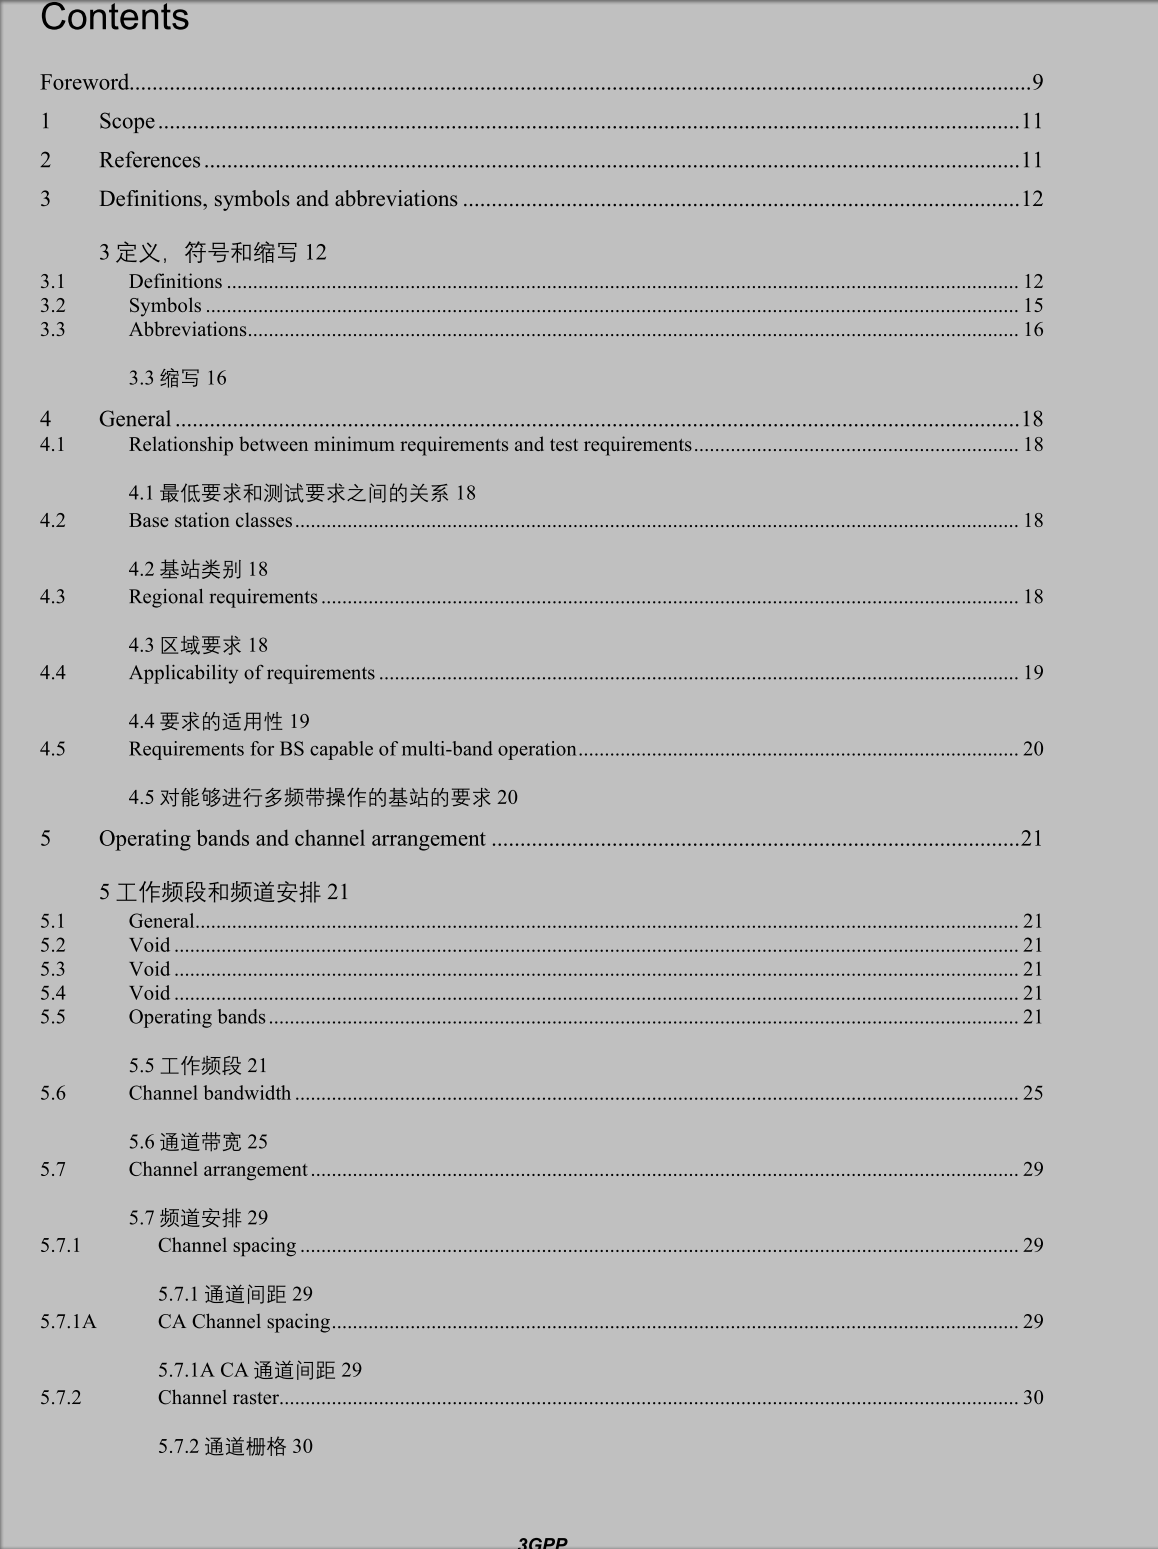 Contents
Foreword....................................................................................................9
1 Scope....................................................................................................11
2 References....................................................................................................11
3 Definitions, symbols and abbreviations....................................................................................................12
3 定义，符号和缩写 12
3.1 Definitions....................................................................................................12
3.2 Symbols....................................................................................................15
3.3 Abbreviations....................................................................................................16
3.3 缩写 16
4 General....................................................................................................18
4.1 Relationship between minimum requirements and test requirements....................................................................................................18
4.1 最低要求和测试要求之间的关系 18
4.2 Base station classes....................................................................................................18
4.2 基站类别 18
4.3 Regional requirements....................................................................................................18
4.3 区域要求 18
4.4 Applicability of requirements....................................................................................................19
4.4 要求的适用性 19
4.5 Requirements for BS capable of multi-band operation....................................................................................................20
4.5 对能够进行多频带操作的基站的要求 20
5 Operating bands and channel arrangement....................................................................................................21
5 工作频段和频道安排 21
5.1 General....................................................................................................21
5.2 Void....................................................................................................21
5.3 Void....................................................................................................21
5.4 Void....................................................................................................21
5.5 Operating bands....................................................................................................21
5.5 工作频段 21
5.6 Channel bandwidth....................................................................................................25
5.6 通道带宽 25
5.7 Channel arrangement....................................................................................................29
5.7 频道安排 29
5.7.1 Channel spacing....................................................................................................29
5.7.1 通道间距 29
5.7.1A CA Channel spacing....................................................................................................29
5.7.1A CA 通道间距 29
5.7.2 Channel raster....................................................................................................30
5.7.2 通道栅格 30
3GPP